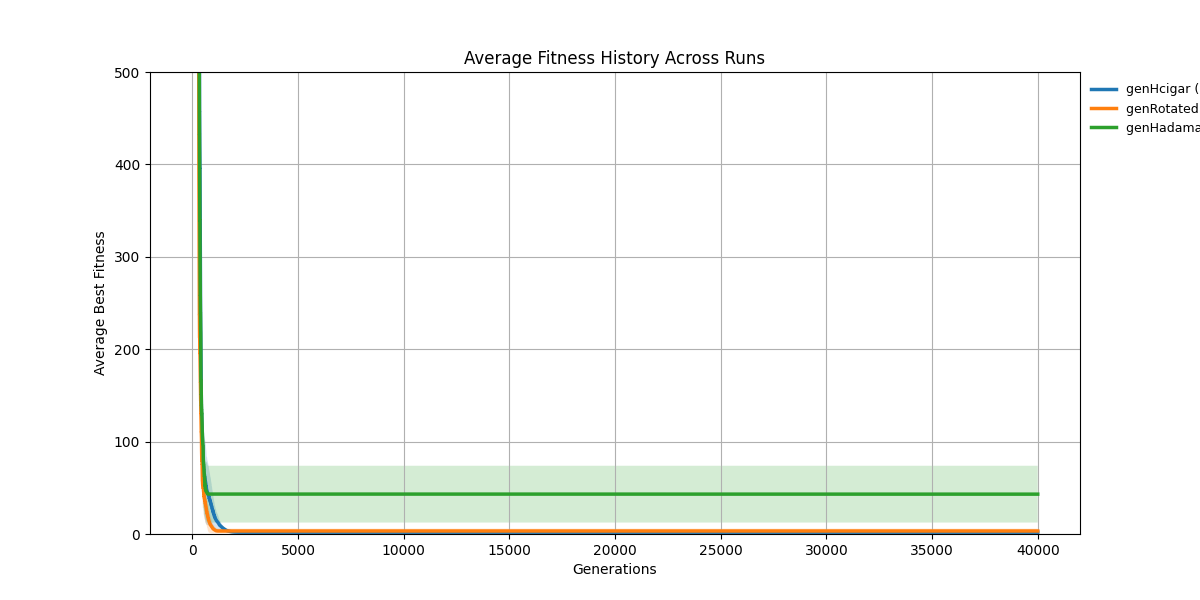 Average Fitness History Across Runs
500
400
300
200
100
0
Average Best Fitness
0 5000 10000 15000 20000 25000 30000 35000 40000
Generations
genHcigar (
genRotated
genHadama